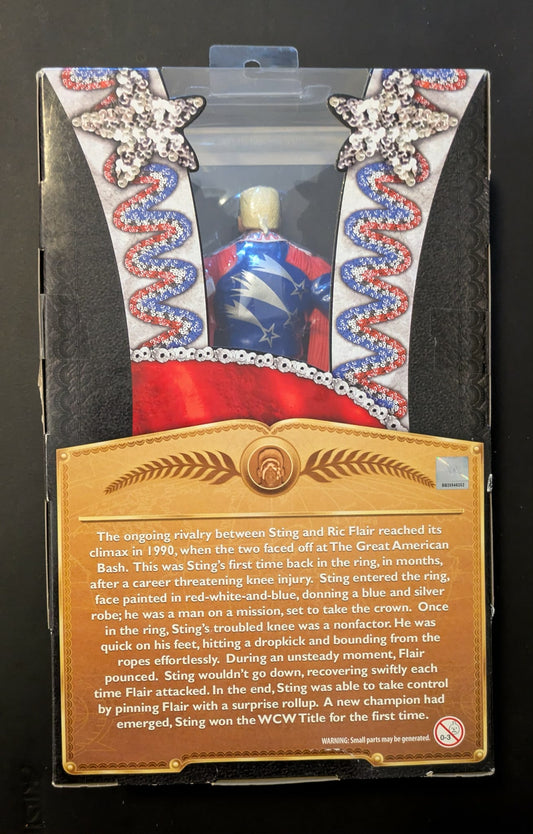 The ongoing rivalry between Sting and Ric Flair reached its
climax in 1990, when the two faced off at The Great American
Bash. This was Sting's first time back in the ring, in months,
after a career threatening knee injury. Sting entered the ring,
face painted in red-white-and-blue, donning a blue and silver
robe; he was a man on a mission, set to take the crown. Once
in the ring, Sting's troubled knee was a nonfactor. He was
quick on his feet, hitting a dropkick and bounding from the
ropes effortlessly. During an unsteady moment, Flair
pounced. Sting wouldn't go down, recovering swiftly each
time Flair attacked. In the end, Sting was able to take control
by pinning Flair with a surprise rollup. A new champion had
emerged, Sting won the WCW Title for the first time.
WARNING: Small parts may be generated.
0-3